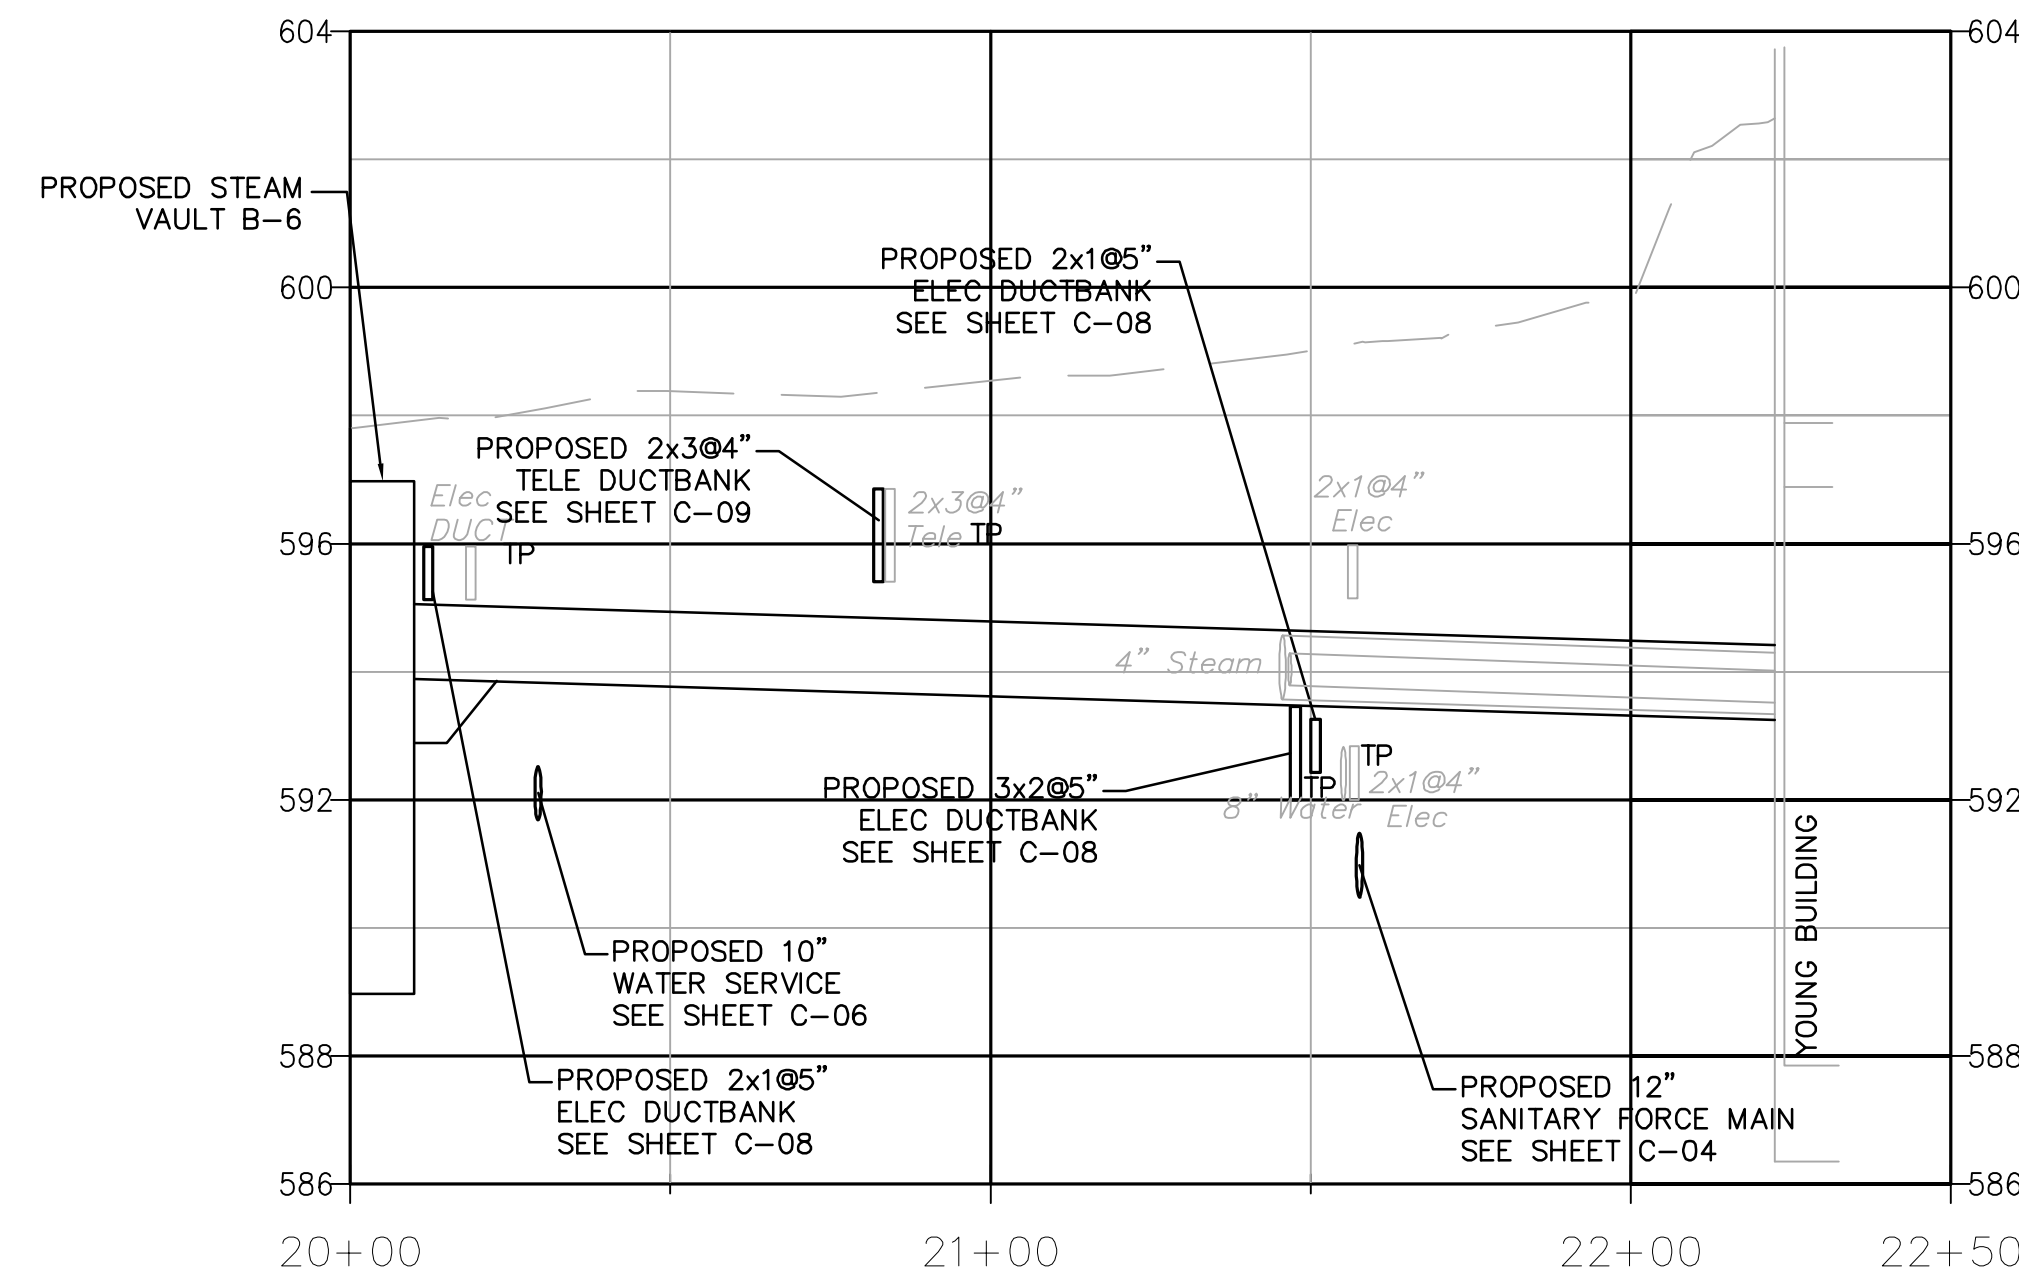 604
604
PROPOSED STEAM
VAULT B-6
PROPOSED 2x1@5"
ELEC DUCTBANK
SEE SHEET C-08
600
600
PROPOSED 2x3@4"
TELE DUCTBANK
SEE SHEET C-09
Elec
DUCT
TP
2x3@4"
Tele
TP
2x1@4"
Elec
596
596
4" Steam
TP
TP
2x1@4"
Elec
8" Water
PROPOSED 3x2@5"
ELEC DUCTBANK
SEE SHEET C-08
592
592
YOUNG BUILDING
PROPOSED 10"
WATER SERVICE
SEE SHEET C-06
588
588
PROPOSED 2x1@5"
ELEC DUCTBANK
SEE SHEET C-08
PROPOSED 12"
SANITARY FORCE MAIN
SEE SHEET C-04
586
586
20+00
21+00
22+00
22+50